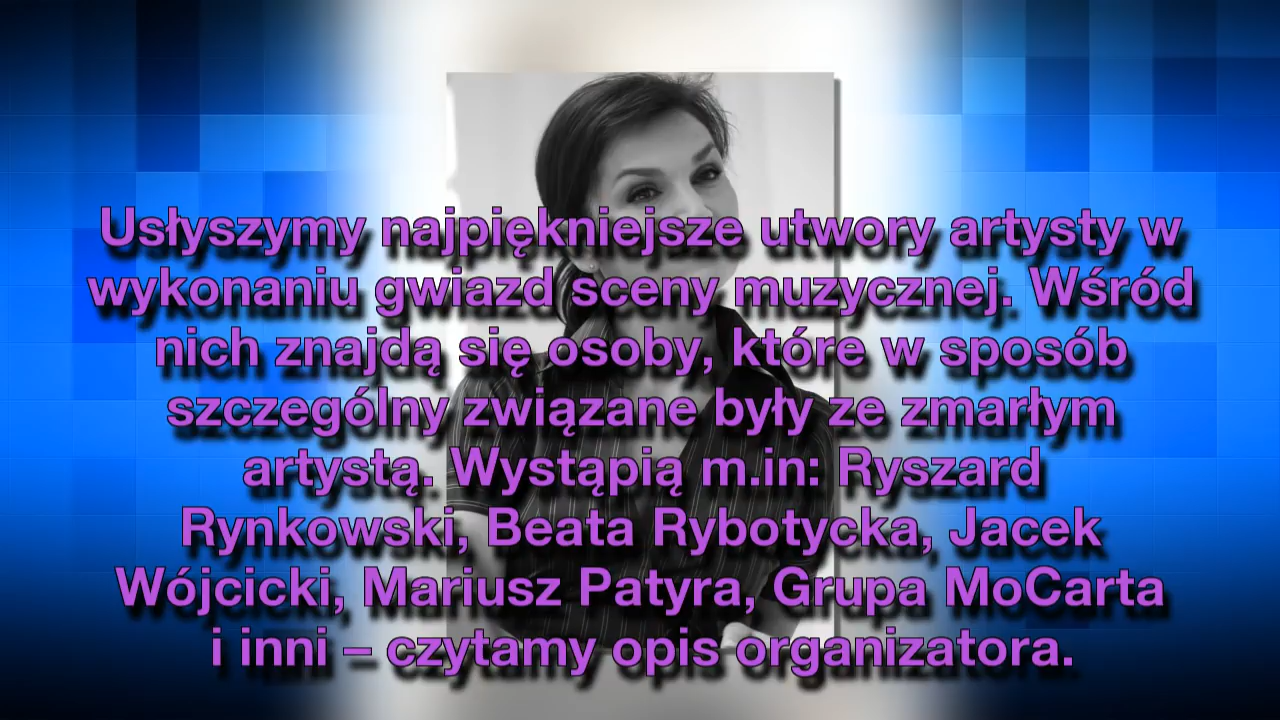 Usłyszymy najpiękniejsze utwory artysty w
wykonaniu gwiazd sceny muzycznej. Wśród
nich znajdą się osoby, które w sposób
szczególny związane były ze zmarłym
artystą. Wystąpią m.in: Ryszard
Rynkowski, Beata Rybotycka, Jacek
Wójcicki, Mariusz Patyra, Grupa MoCarta
i inni – czytamy opis organizatora.